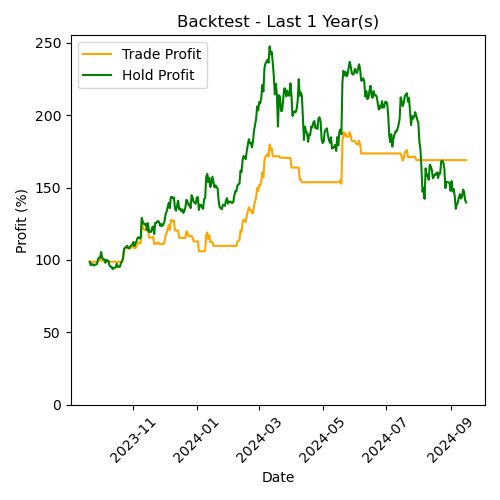 Backtest - Last 1 Year(s)
Trade Profit
Hold Profit
Profit (%)
250
200
150
100
50
0
2023-11
2024-01
2024-03
2024-05
2024-07
2024-09
Date